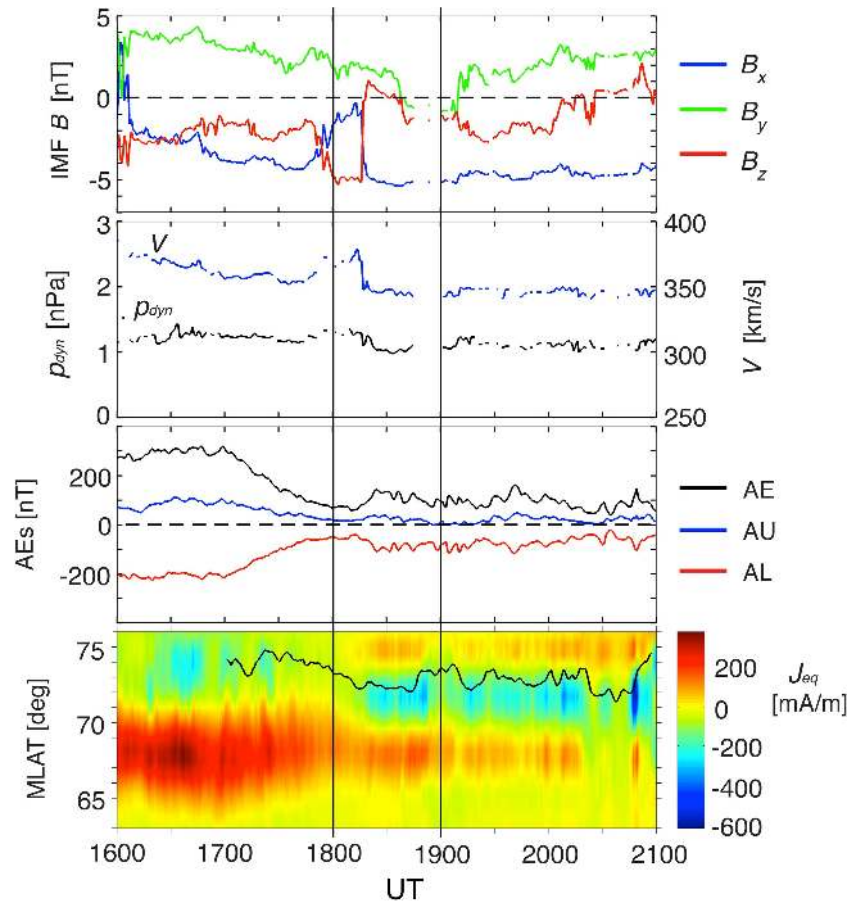 5
0
-5
IMF B [nT]
Bx
By
Bz
3
2
1
0
pdyn [nPa]
V
pdyn
400
350
300
250
V [km/s]
200
0
-200
AEs [nT]
AE
AU
AL
75
70
65
MLAT [deg]
200
0
-200
-400
-600
Jeq
[mA/m]
1600 1700 1800 1900 2000 2100
UT